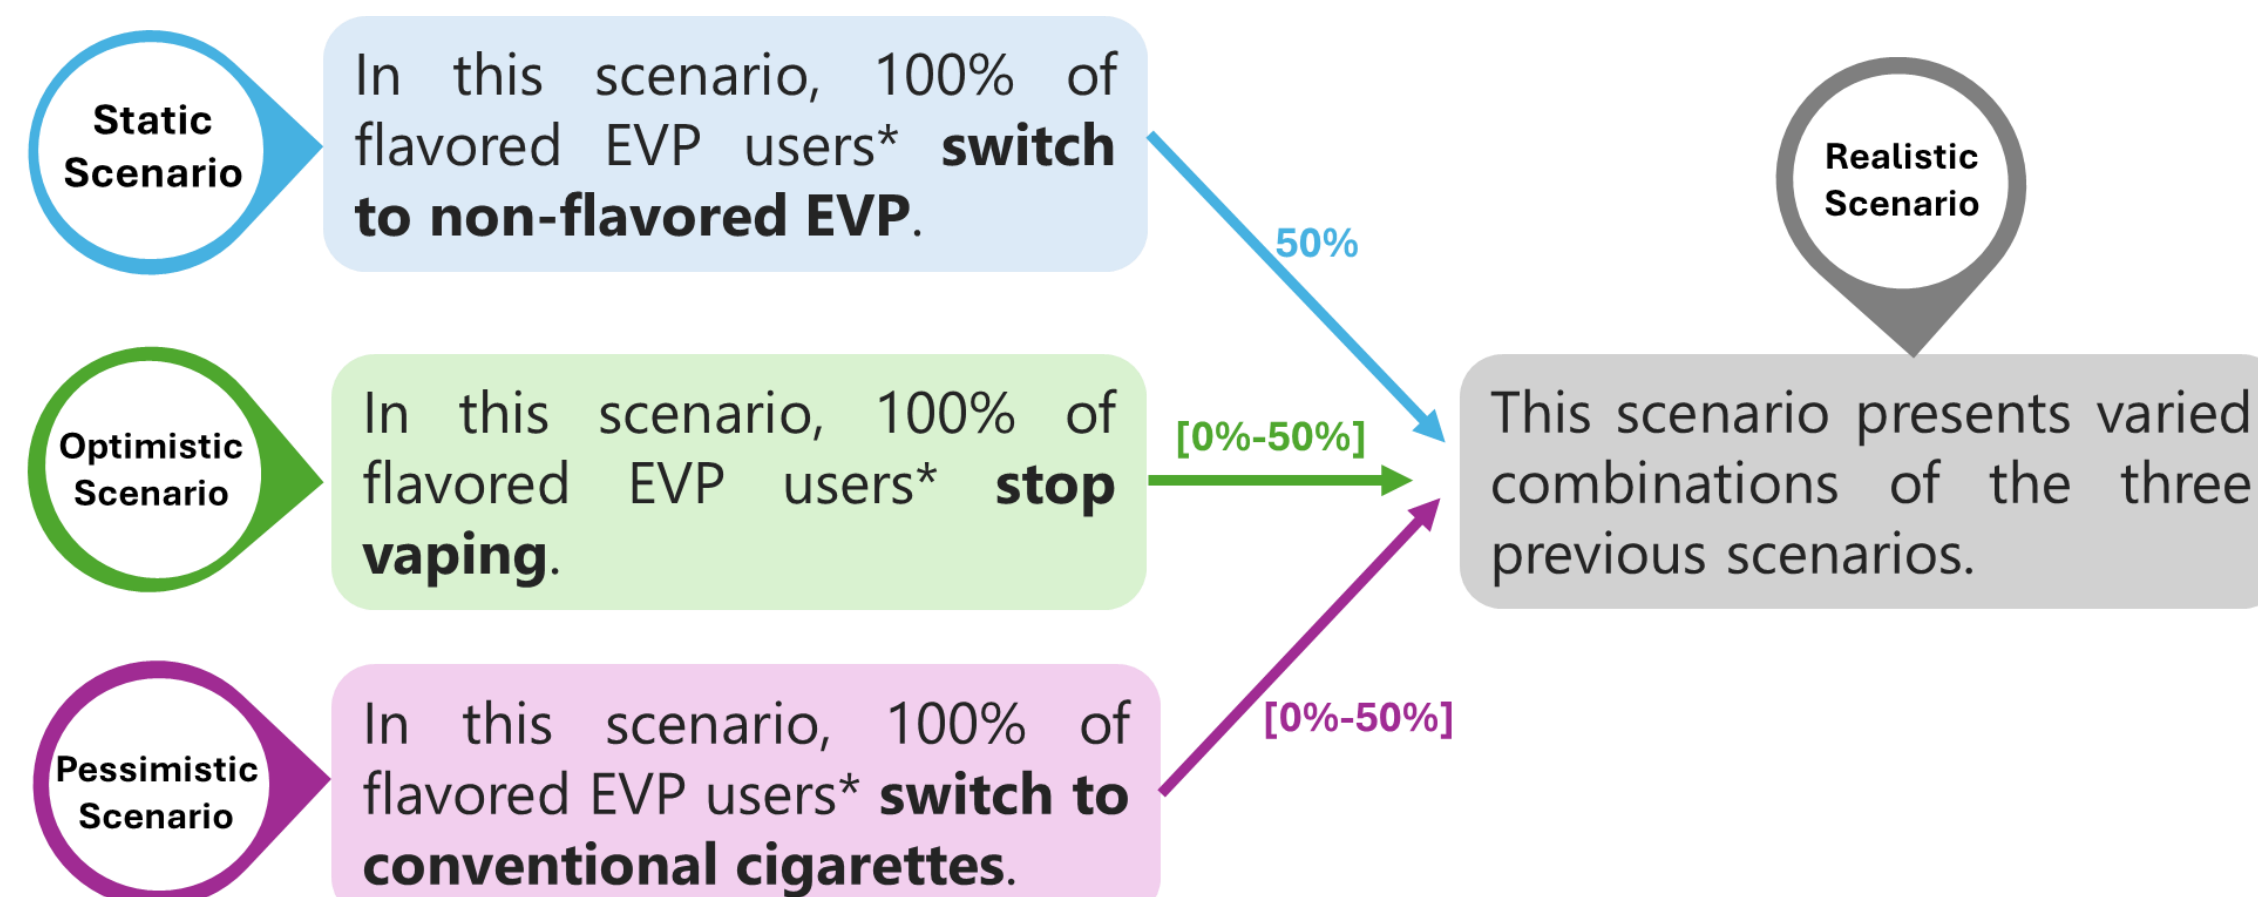 Static
Scenario
In this scenario, 100% of
flavored EVP users* switch
to non-flavored EVP.
50%
Optimistic
Scenario
In this scenario, 100% of
flavored EVP users* stop
vaping.
[0%-50%]
Pessimistic
Scenario
In this scenario, 100% of
flavored EVP users* switch to
conventional cigarettes.
[0%-50%]
Realistic
Scenario
This scenario presents varied
combinations of the three
previous scenarios.